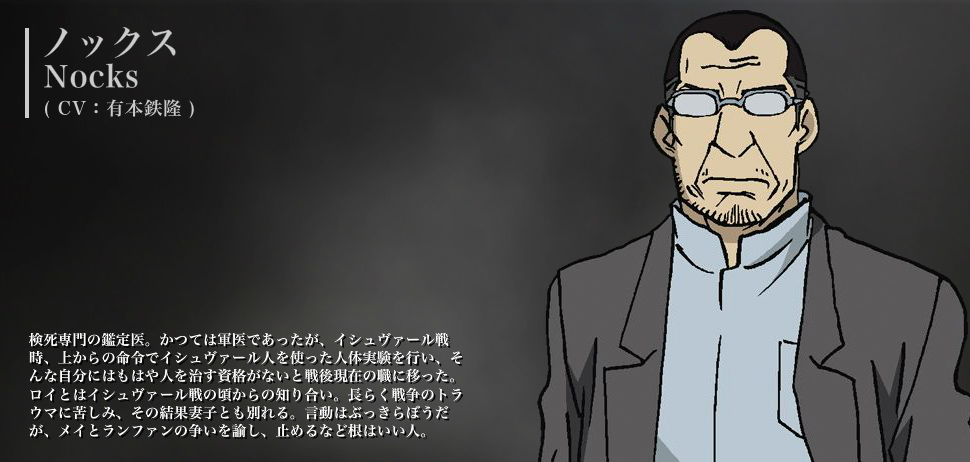 ノックス
Nocks
( CV：有本鉄隆 )
検死専門の鑑定医。かつては軍医であったが、イシュヴァール戦
時、上からの命令でイシュヴァール人を使った人体実験を行い、そ
んな自分にはもはや人を治す資格がないと戦後現在の職に移った。
ロイとはイシュヴァール戦の頃からの知り合い。長らく戦争のトラ
ウマに苦しみ、その結果妻子とも別れる。言動はぶっきらぼうだ
が、メイとランファンの争いを諭し、止めるなど根はいい人。